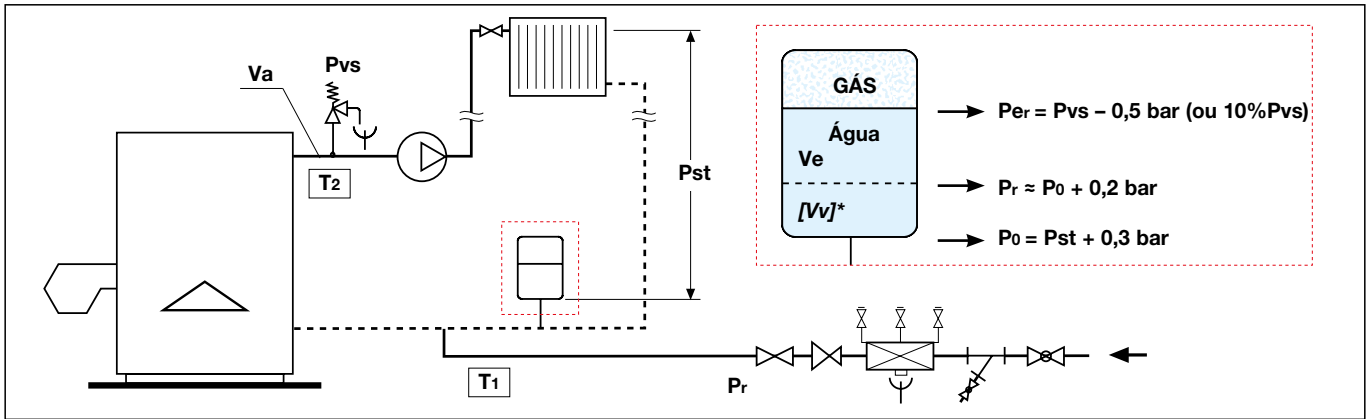 Va
Pvs
T2
Pst
T1
Pr
GÁS
Água
Ve
[Vv]*
Per = Pvs – 0,5 bar (ou 10%Pvs)
Pr ≈ P0 + 0,2 bar
P0 = Pst + 0,3 bar